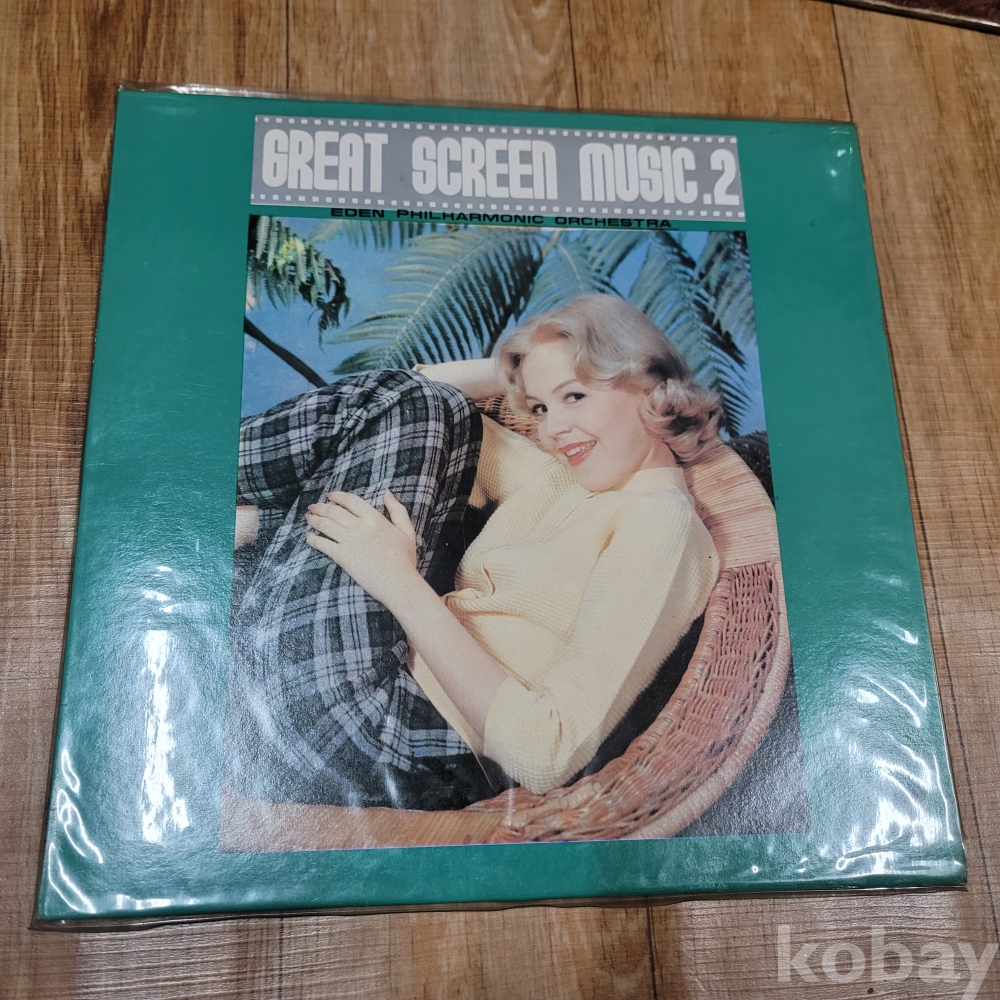 GREAT SCREEN MUSIC.2
EDEN PHILHARMONIC ORCHESTRA
kobay